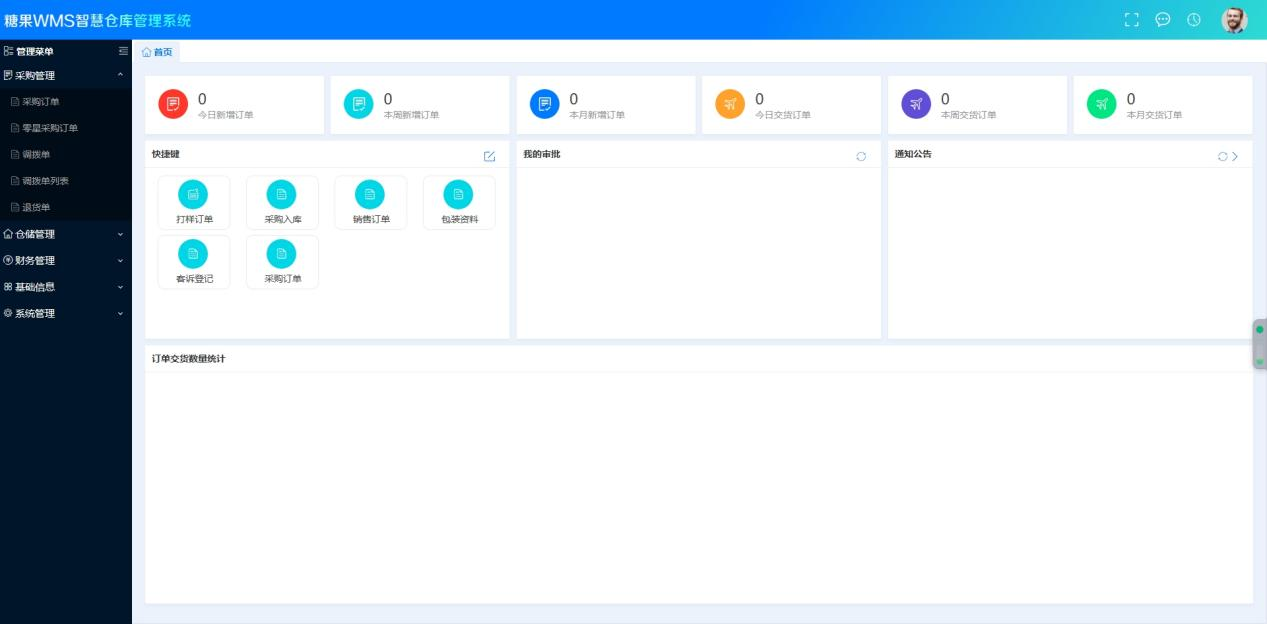 糖果WMS智慧仓库管理系统
管理菜单
首页
采购管理
采购订单
零星采购订单
调拨单
调拨单列表
退货单
仓储管理
财务管理
基础信息
系统管理
0
今日新增订单
0
本周新增订单
0
本月新增订单
0
今日交货订单
0
本周交货订单
0
本月交货订单
快捷键
打样订单
采购入库
销售订单
包装资料
客诉登记
采购订单
我的审批
通知公告
订单交货数量统计